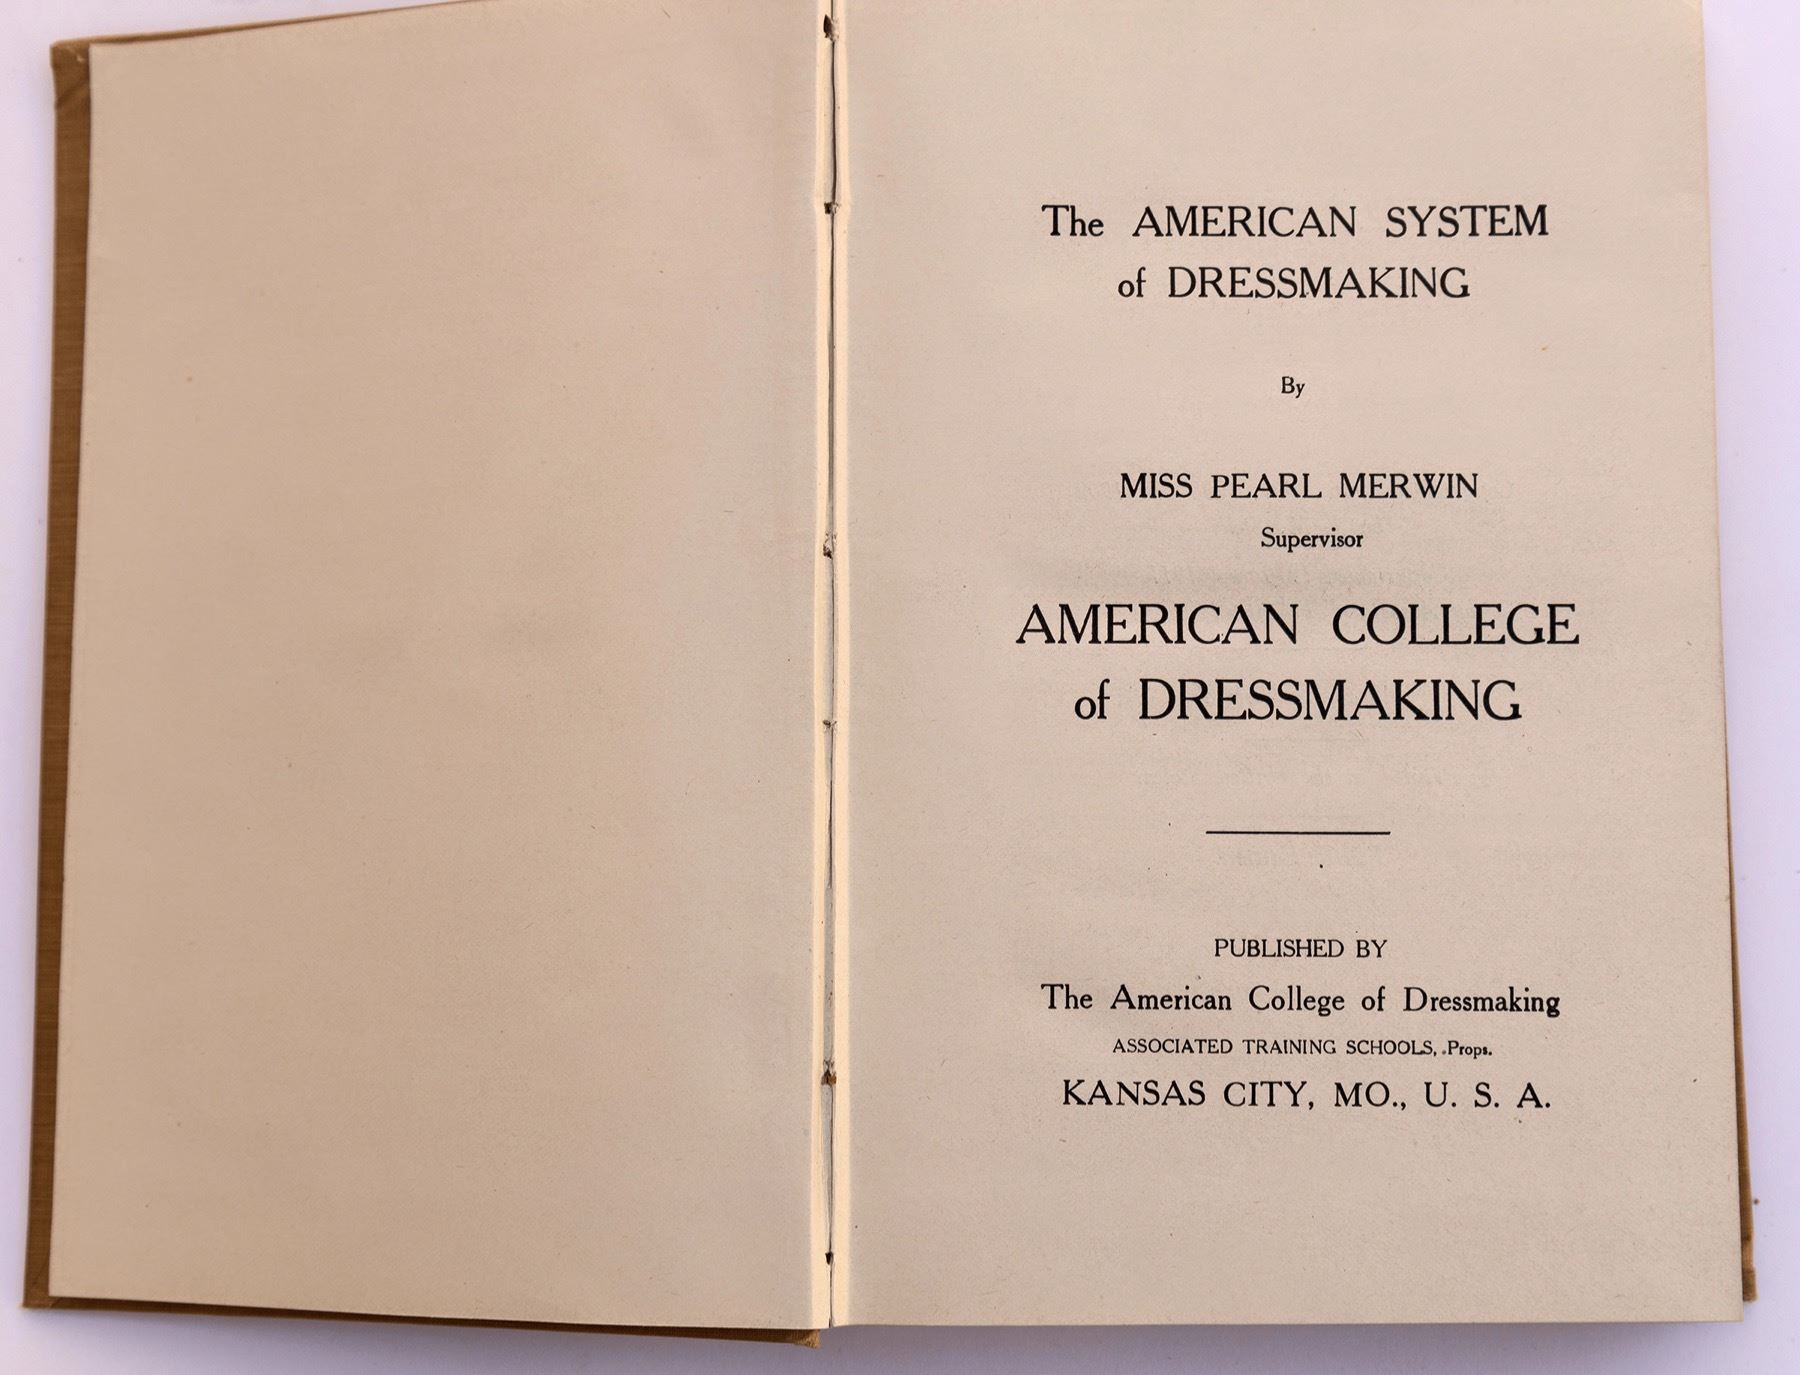 The AMERICAN SYSTEM
of DRESSMAKING
By
MISS PEARL MERWIN
Supervisor
AMERICAN COLLEGE
of DRESSMAKING
PUBLISHED BY
The American College of Dressmaking
ASSOCIATED TRAINING SCHOOLS, .Props.
KANSAS CITY, MO., U. S. A.